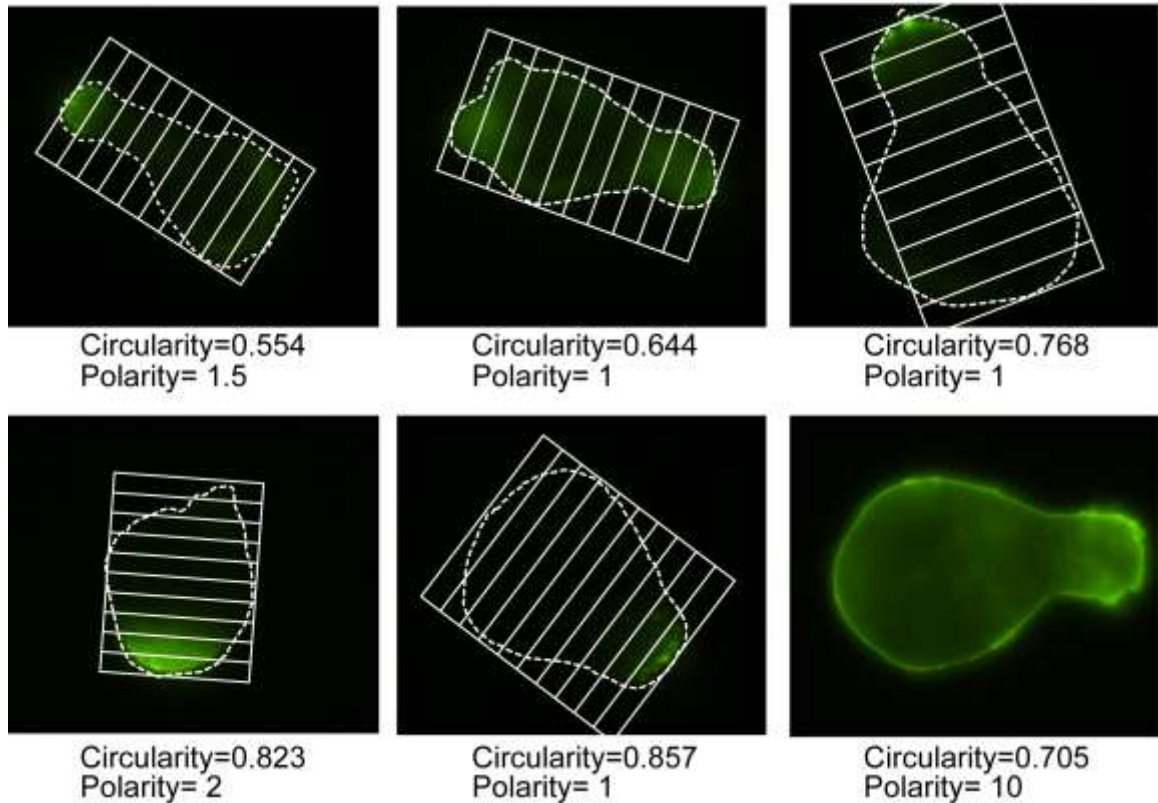 Circularity=0.554
Polarity= 1.5
Circularity=0.644
Polarity= 1
Circularity=0.768
Polarity= 1
Circularity=0.823
Polarity= 2
Circularity=0.857
Polarity= 1
Circularity=0.705
Polarity= 10